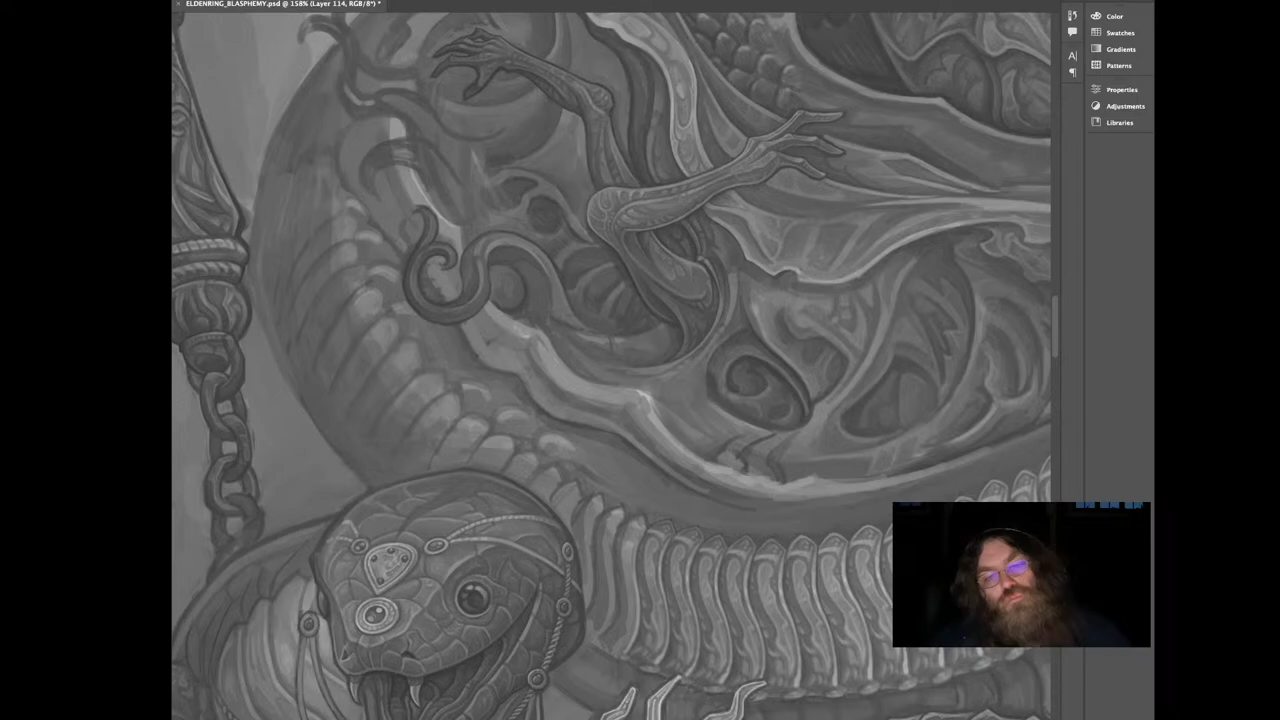 × ELDENRING_BLASPHEMY.psd @ 158% (Layer 114, RGB/8*) *
Color
Swatches
Gradients
Patterns
Properties
Adjustments
Libraries